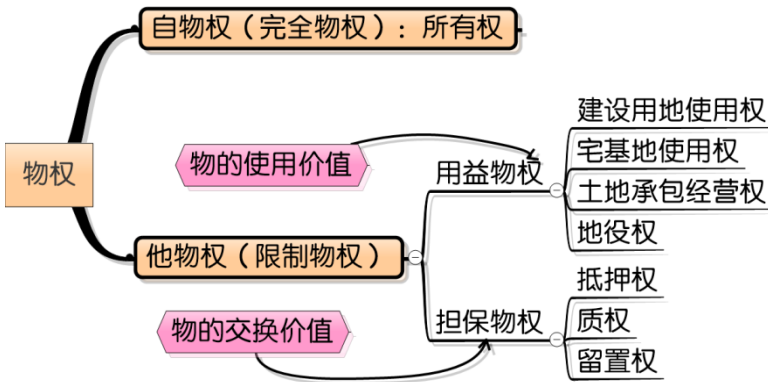 自物权（完全物权）：所有权
物权
物的使用价值
用益物权
建设用地使用权
宅基地使用权
土地承包经营权
地役权
他物权（限制物权）
物的交换价值
担保物权
抵押权
质权
留置权